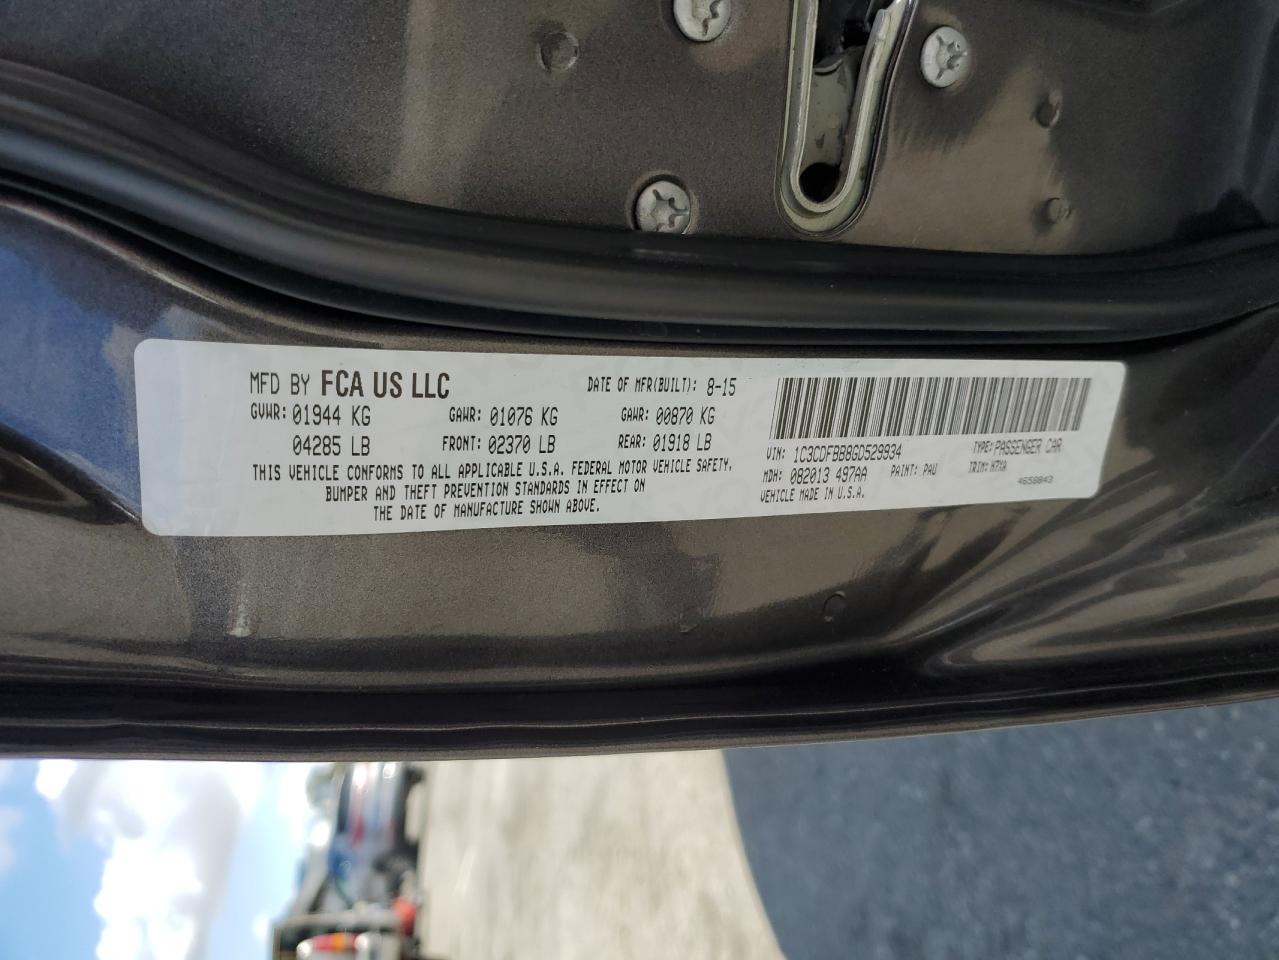 MFD BY FCA US LLC DATE OF MFR(BUILT): 8-15
GVWR: 01944 KG GAWR: 01076 KG GAWR: 00870 KG
04285 LB FRONT: 02370 LB REAR: 01918 LB
THIS VEHICLE CONFORMS TO ALL APPLICABLE U.S.A. FEDERAL MOTOR VEHICLE SAFETY,
BUMPER AND THEFT PREVENTION STANDARDS IN EFFECT ON
THE DATE OF MANUFACTURE SHOWN ABOVE.
VIN: 1C3CDFBB8GD529934 TYPE: PASSENGER CAR
MDH: 082013 497AA PAINT: PAU TRIM: H7XA
VEHICLE MADE IN U.S.A. 4658843